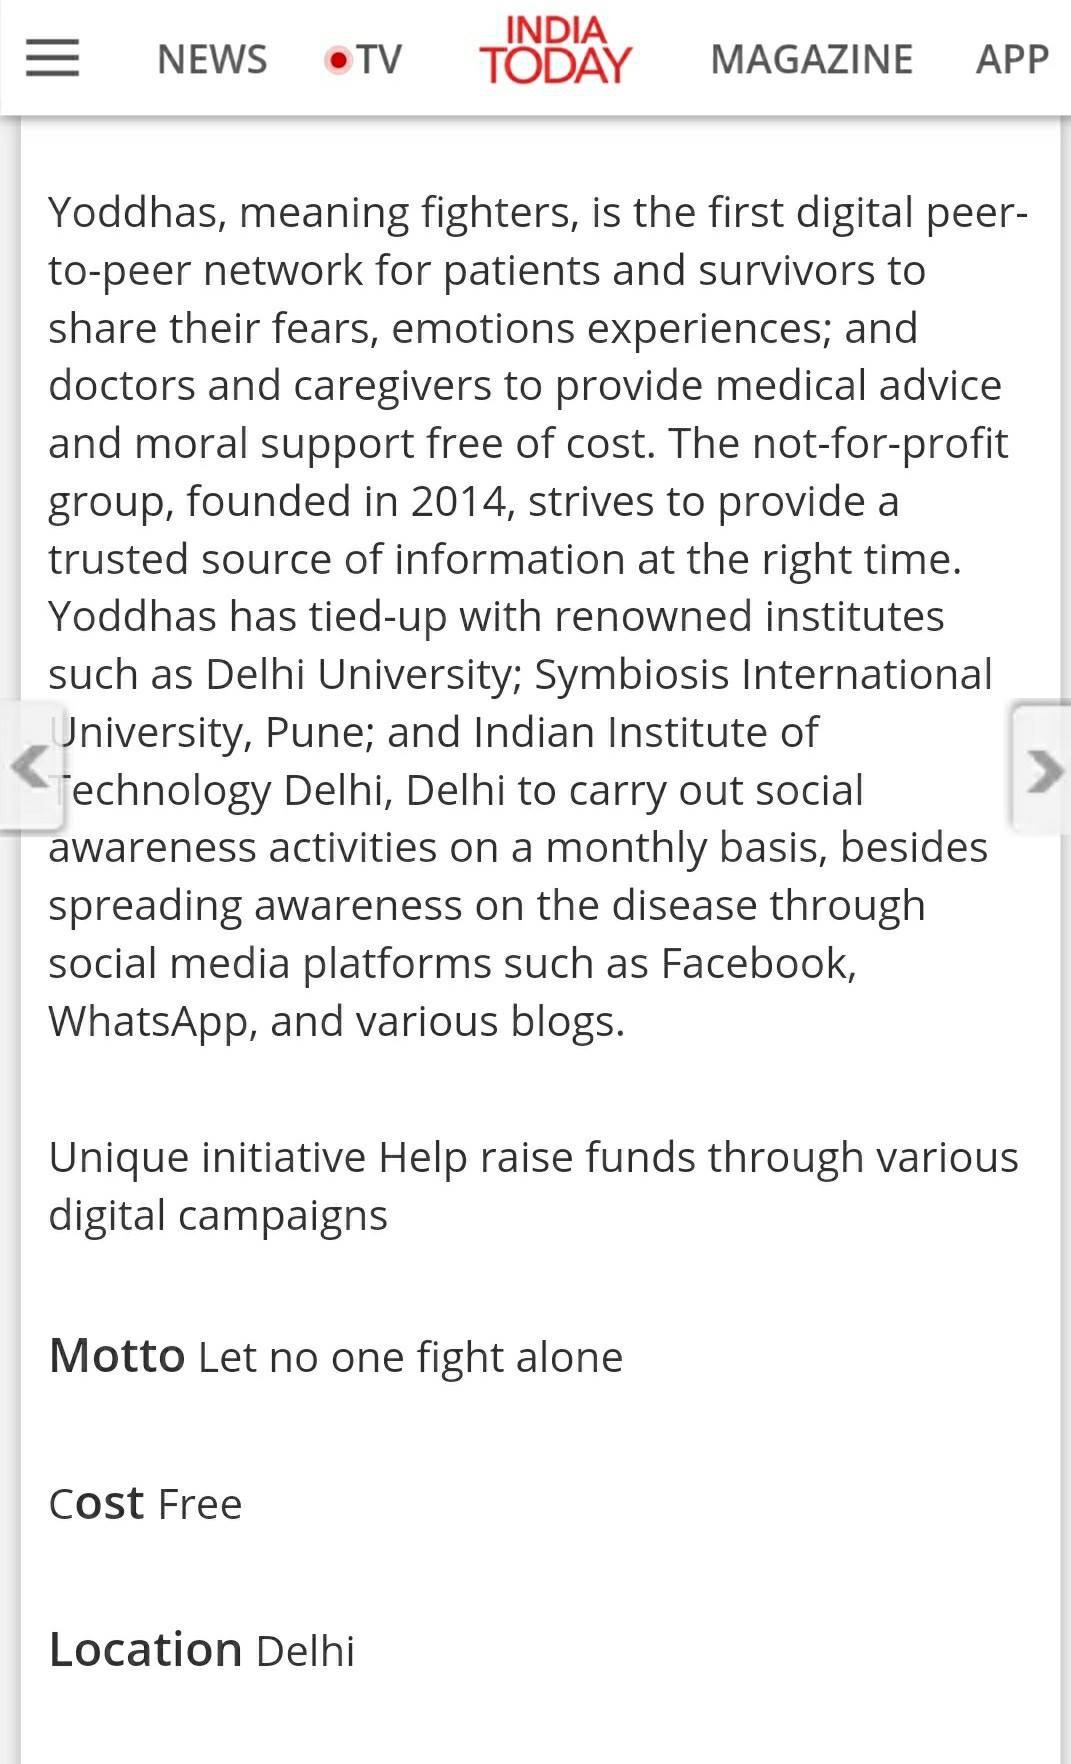 NEWS TV INDIA TODAY MAGAZINE APP
Yoddhas, meaning fighters, is the first digital peer-
to-peer network for patients and survivors to
share their fears, emotions experiences; and
doctors and caregivers to provide medical advice
and moral support free of cost. The not-for-profit
group, founded in 2014, strives to provide a
trusted source of information at the right time.
Yoddhas has tied-up with renowned institutes
such as Delhi University; Symbiosis International
University, Pune; and Indian Institute of
Technology Delhi, Delhi to carry out social
awareness activities on a monthly basis, besides
spreading awareness on the disease through
social media platforms such as Facebook,
WhatsApp, and various blogs.
Unique initiative Help raise funds through various
digital campaigns
Motto Let no one fight alone
Cost Free
Location Delhi